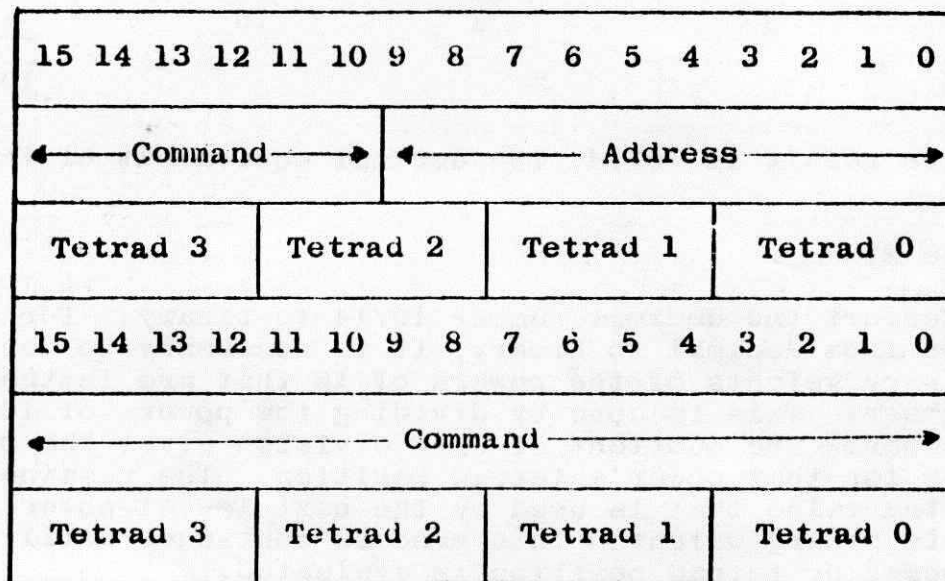 15 14 13 12 11 10 9 8 7 6 5 4 3 2 1 0
Command Address
Tetrad 3 Tetrad 2 Tetrad 1 Tetrad 0
15 14 13 12 11 10 9 8 7 6 5 4 3 2 1 0
Command
Tetrad 3 Tetrad 2 Tetrad 1 Tetrad 0